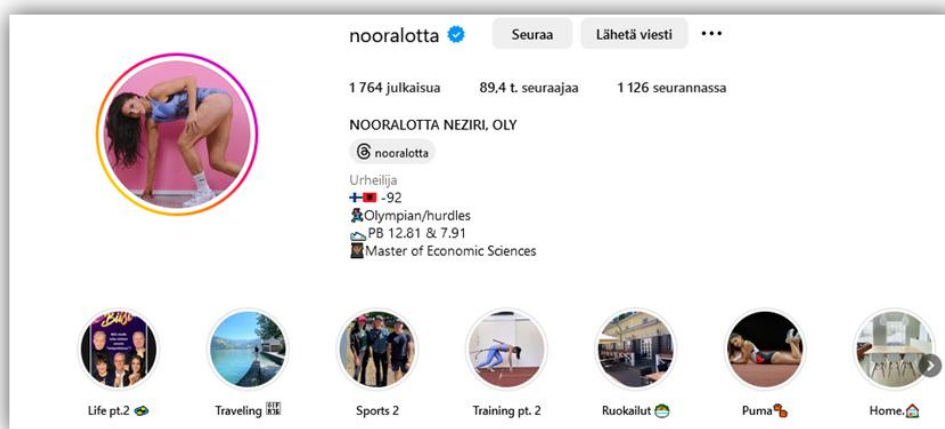 nooralotta
Seuraa
Lähetä viesti
1 764 julkaisua
89,4 t. seuraajaa
1 126 seurannassa
NOORALOTTA NEZIRI, OLY
nooralotta
Urheilija
-92
Olympian/hurdles
PB 12.81 & 7.91
Master of Economic Sciences
Life pt.2
Traveling
Sports 2
Training pt. 2
Ruokailut
Puma
Home.